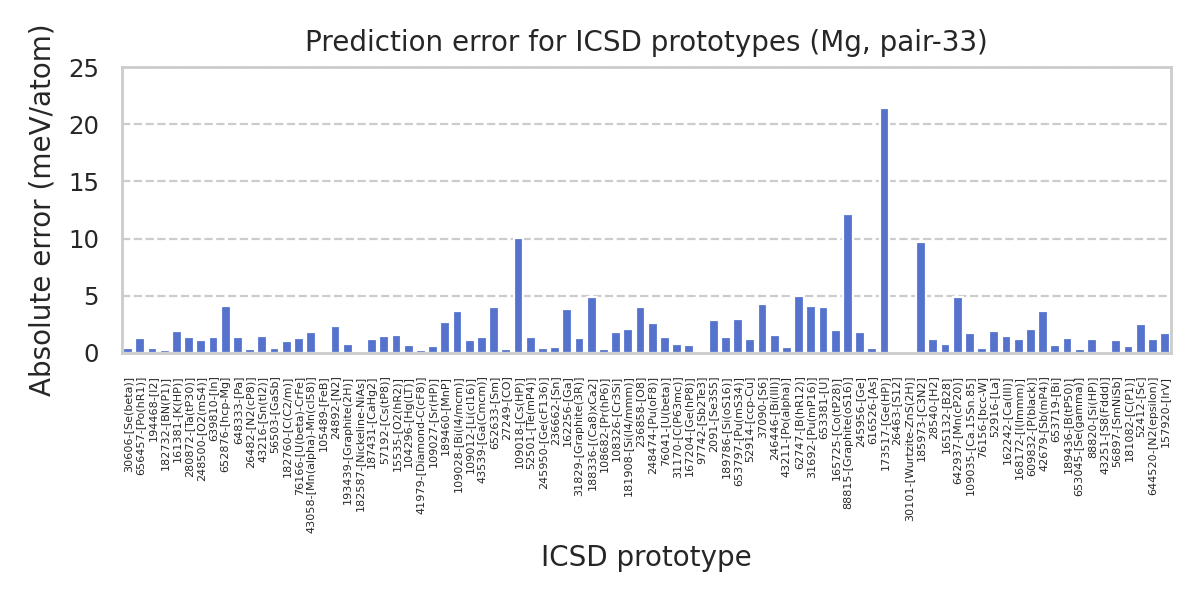 Prediction error for ICSD prototypes (Mg, pair-33)
Absolute error (meV/atom)
25
20
15
10
5
0
306066-[Se(beta)]
656457-[Po(hR1)]
194468-[I2]
182732-[BN(P1)]
16381-[K(HP)]
280872-[Ta(tP30)]
248500-[O2(mS4)]
639810-[In]
652876-[hcp-Mg]
648333-[Pa]
26482-[N2(cP8)]
43216-[Sn(tI2)]
56503-[GaSb]
182760-[C(C2/m)]
76166-[U(beta)-CrFe]
43058-[Mn(alpha)-Mn(cI58)]
105489-[FeB]
24892-[N2]
193439-[Graphite(2H)]
182587-[Nickeline-NiAs]
187431-[CaHg2]
57192-[Cs(tP8)]
15535-[O2(hR2)]
104296-[Hg(LT)]
41979-[Diamond-C(cF8)]
109027-[Sr(HP)]
189460-[MnP]
109028-[Bi(I4/mcm)]
109012-[Li(cI16)]
43539-[Ga(Cmcm)]
652633-[Sm]
27249-[CO]
109018-[Cs(HP)]
52501-[Te(mP4)]
245950-[Ge(cF136)]
236662-[Sn]
162256-[Ga]
31829-[Graphite(3R)]
188336-[(Ca8)xCa2]
108682-[Pr(hP6)]
108326-[Cr3Si]
181908-[Si(I4/mmm)]
236858-[O8]
248474-[Pu(oF8)]
76041-[U(beta)]
31170-[C(P63mc)]
167204-[Ge(hP8)]
97742-[Sb2Te3]
2091-[Se3S5]
189786-[Si(oS16)]
653797-[Pu(mS34)]
52914-[ccp-Cu]
37090-[S6]
246446-[Bi(III)]
43211-[Po(alpha)]
62747-[B(hR12)]
31692-[Pu(mP16)]
653381-[U]
165725-[Co(tP28)]
88815-[Graphite(oS16)]
245956-[Ge]
616526-[As]
173517-[Ge(HP)]
26463-[S12]
30101-[Wurtzite-ZnS(2H)]
185973-[C3N2]
28540-[H2]
165132-[B28]
642937-[Mn(cP20)]
109035-[Ca.15Sn.85]
76156-[bcc-W]
52916-[La]
162242-[Ca(III)]
168172-[I(Immm)]
609832-[P(black)]
42679-[Sb(mP4)]
653719-[Bi]
189436-[B(tP50)]
653045-[Se(gamma)]
88820-[Si(HP)]
43251-[S8(Fddd)]
56897-[SmNiSb]
181082-[C(P1)]
52412-[Sc]
644520-[N2(epsilon)]
157920-[IrV]
ICSD prototype